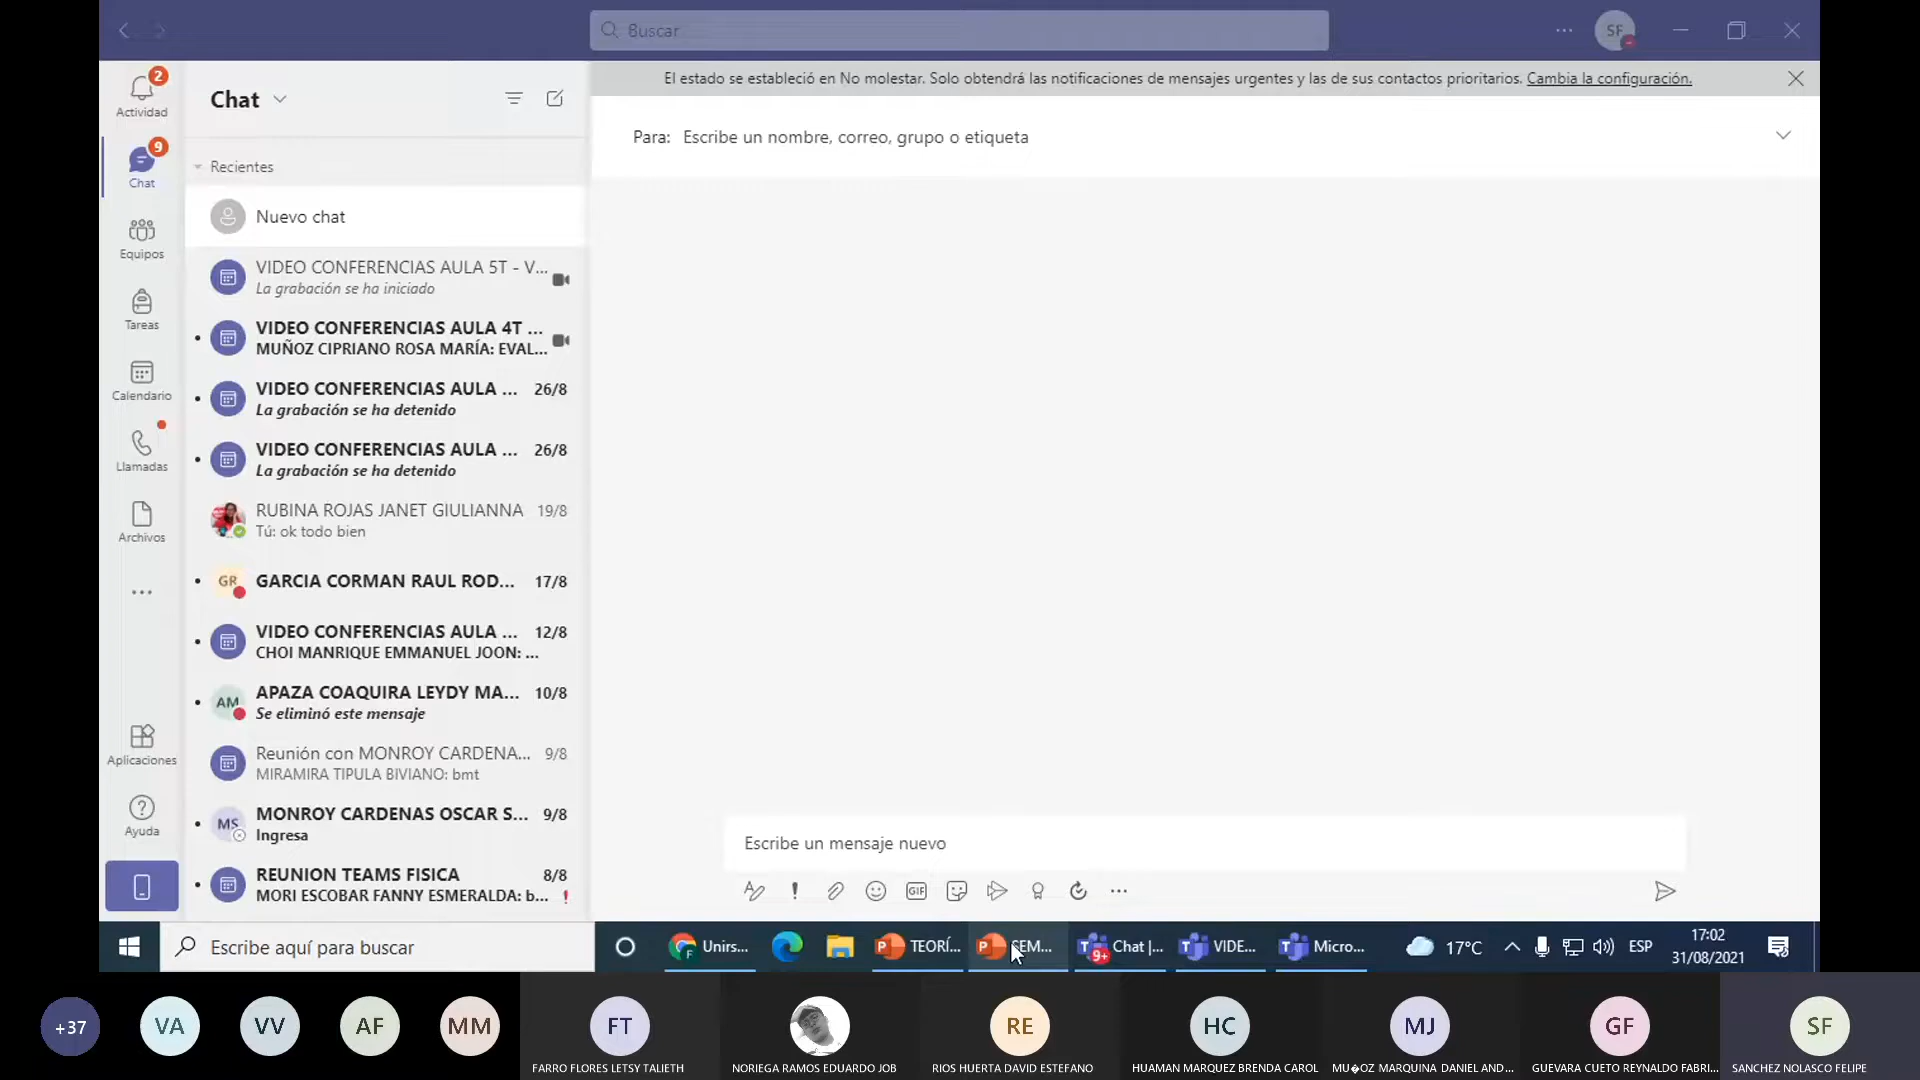 Buscar
SF
El estado se estableció en No molestar. Solo obtendrá las notificaciones de mensajes urgentes y las de sus contactos prioritarios. Cambia la configuración.
2
Actividad
9
Chat
Equipos
Tareas
Calendario
Llamadas
Archivos
Aplicaciones
Ayuda
Chat
Recientes
Nuevo chat
VIDEO CONFERENCIAS AULA 5T - V...
La grabación se ha iniciado
VIDEO CONFERENCIAS AULA 4T ...
MUÑOZ CIPRIANO ROSA MARÍA: EVAL...
VIDEO CONFERENCIAS AULA ... 26/8
La grabación se ha detenido
VIDEO CONFERENCIAS AULA ... 26/8
La grabación se ha detenido
RUBINA ROJAS JANET GIULIANNA 19/8
Tú: ok todo bien
GR
GARCIA CORMAN RAUL ROD... 17/8
VIDEO CONFERENCIAS AULA ... 12/8
CHOI MANRIQUE EMMANUEL JOON: ...
AM
APAZA COAQUIRA LEYDY MA... 10/8
Se eliminó este mensaje
Reunión con MONROY CARDENA... 9/8
MIRAMIRA TIPULA BIVIANO: bmt
MS
MONROY CARDENAS OSCAR S... 9/8
Ingresa
REUNION TEAMS FISICA 8/8
MORI ESCOBAR FANNY ESMERALDA: b... !
Para: Escribe un nombre, correo, grupo o etiqueta
Escribe un mensaje nuevo
GIF
Escribe aquí para buscar
Unirs...
TEORÍ...
SEM...
9+
Chat |...
VIDE...
Micro...
17°C
ESP
17:02
31/08/2021
+37
VA
VV
AF
MM
FT
FARRO FLORES LETSY TALIETH
NORIEGA RAMOS EDUARDO JOB
RE
RIOS HUERTA DAVID ESTEFANO
HC
HUAMAN MARQUEZ BRENDA CAROL
MJ
MU�OZ MARQUINA DANIEL AND...
GF
GUEVARA CUETO REYNALDO FABRI...
SF
SANCHEZ NOLASCO FELIPE